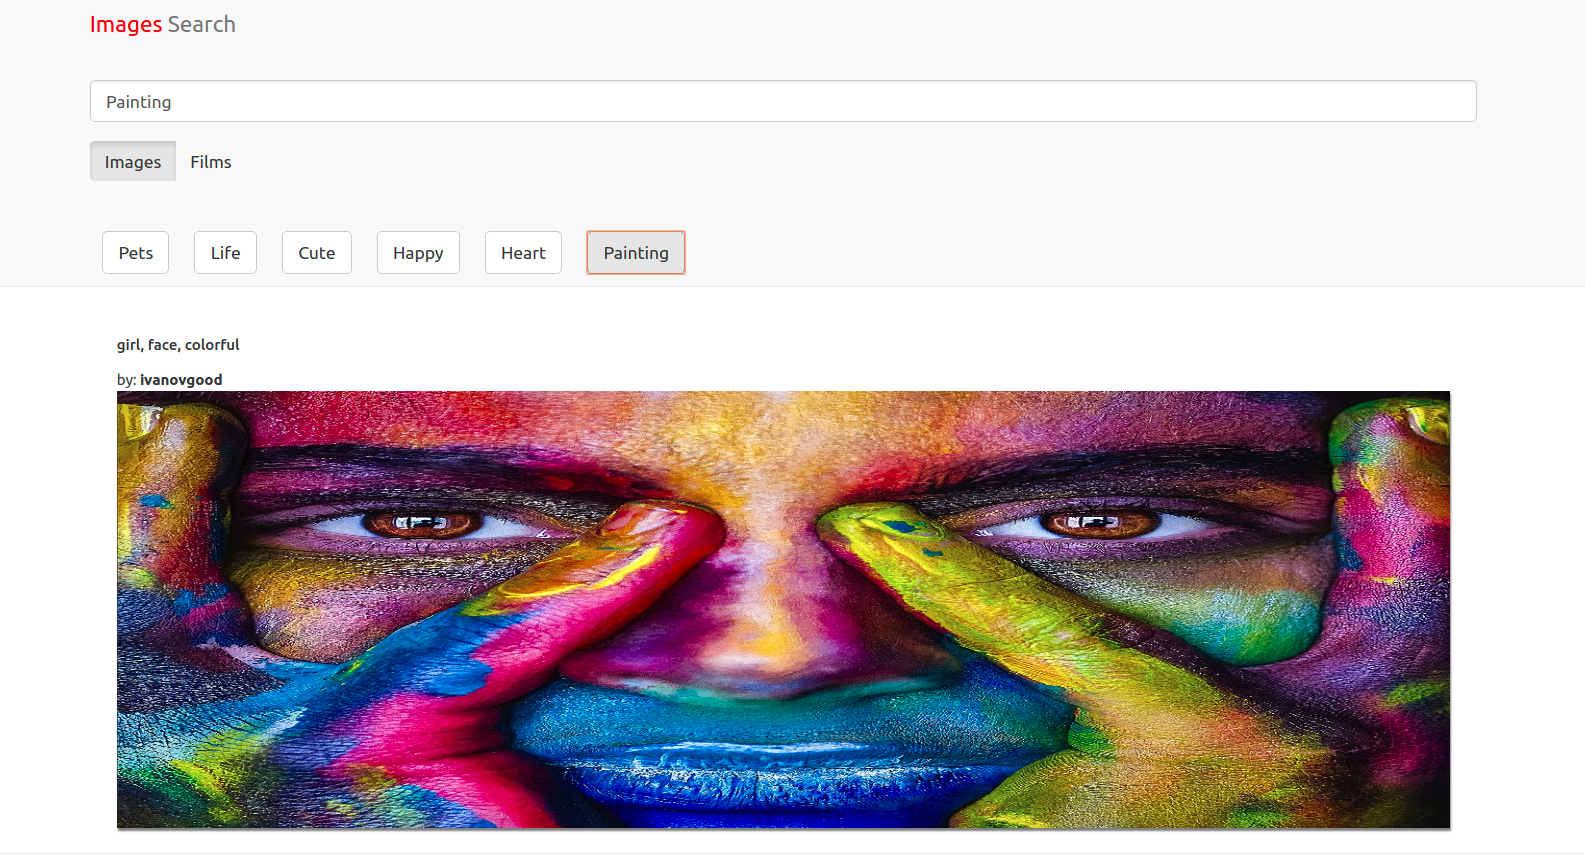 Images Search
Painting
Images Films
Pets Life Cute Happy Heart Painting
girl, face, colorful
by: ivanovgood